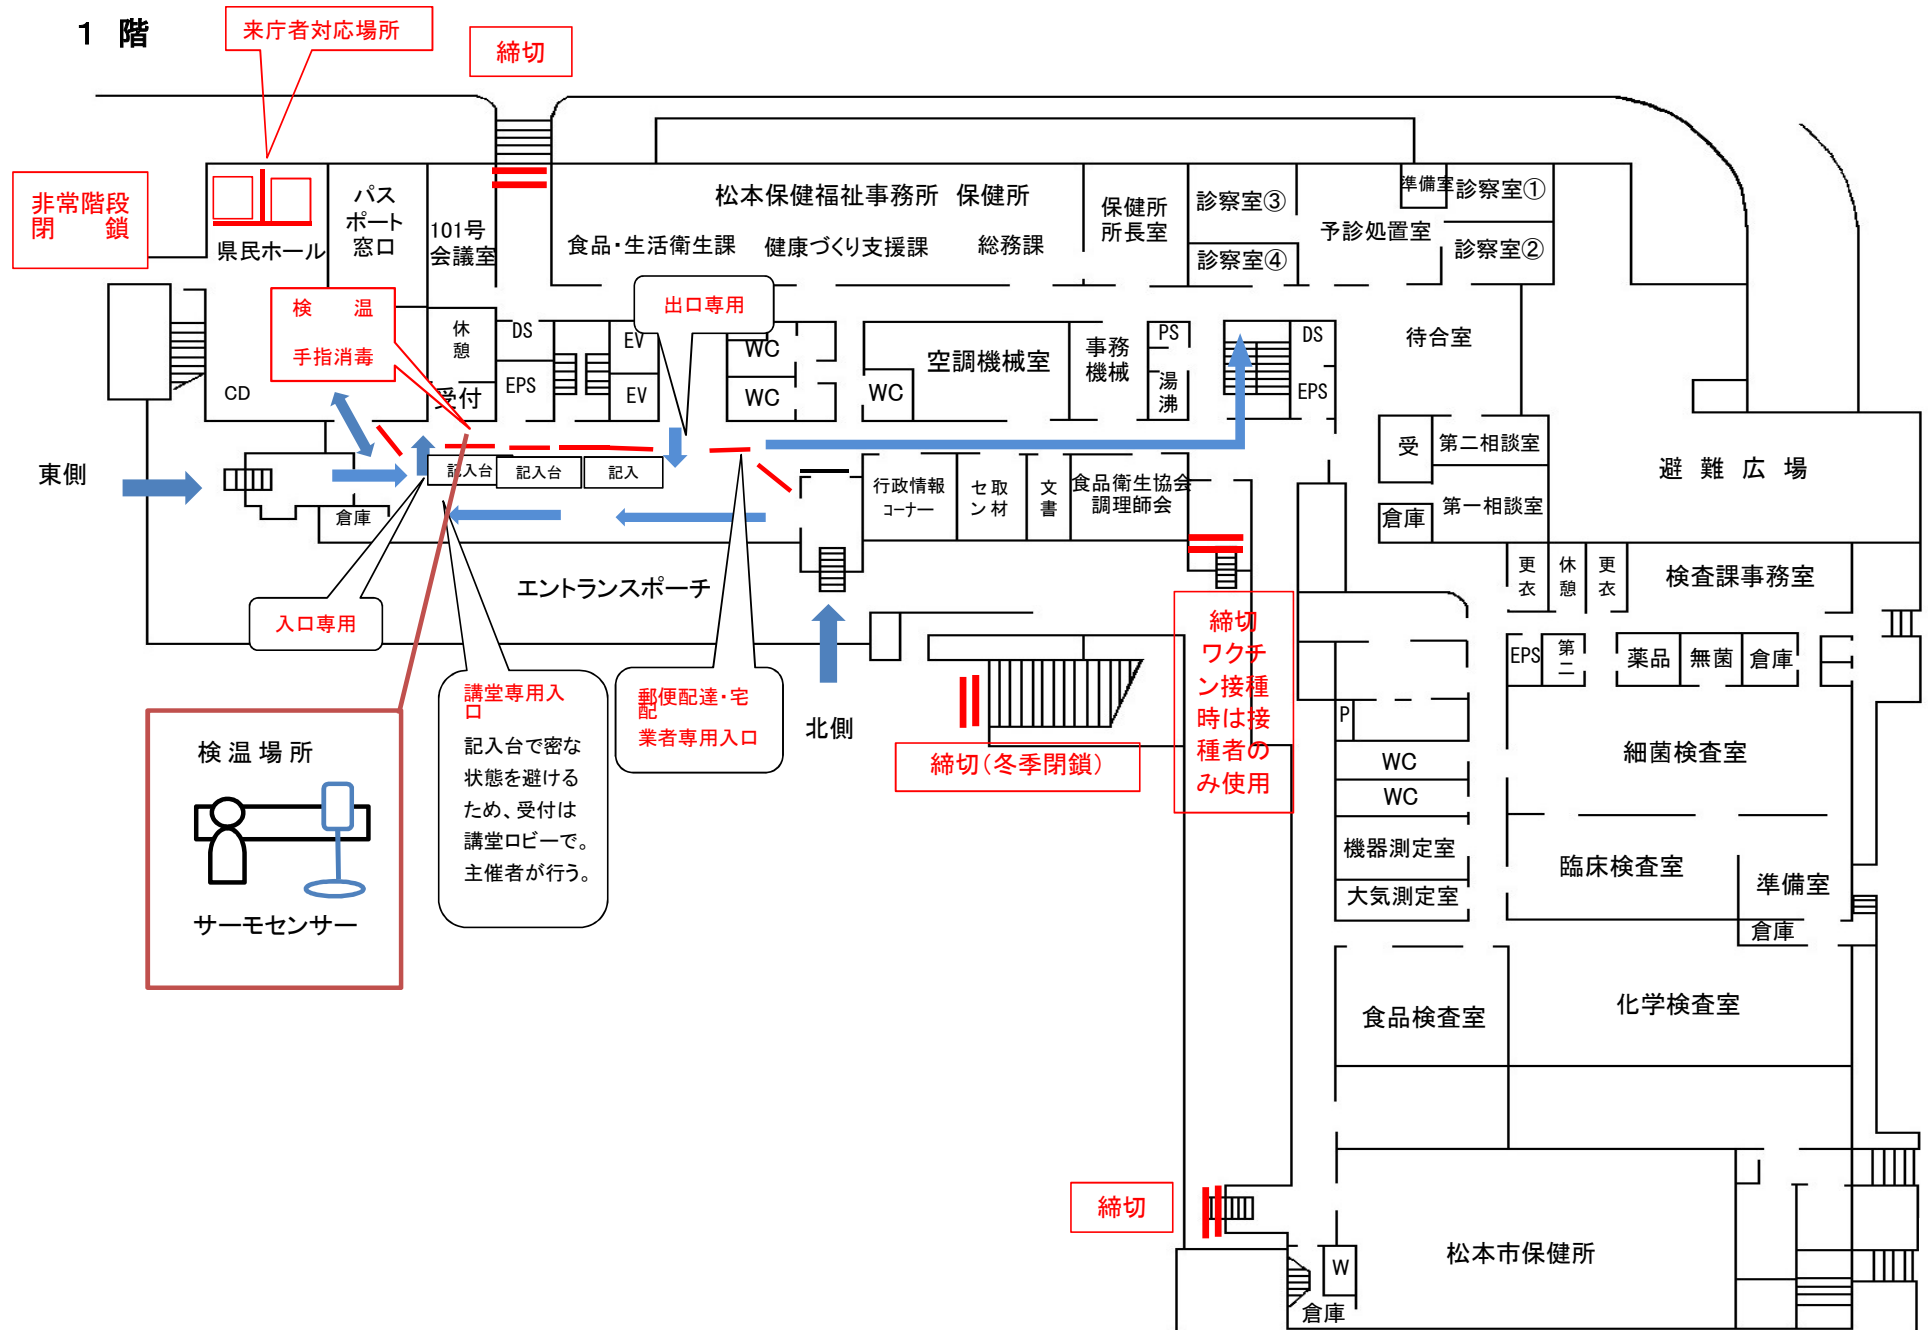 1 階
来庁者対応場所
締切
非常階段
閉 鎖
県民ホール
パス
ポート
窓口
101号
会議室
松本保健福祉事務所 保健所
食品・生活衛生課 健康づくり支援課 総務課
保健所
所長室
診察室③
診察室④
予診処置室
準備室
診察室①
診察室②
検 温
手指消毒
休
憩
受付
DS
EPS
EV
EV
出口専用
WC
WC
WC
空調機械室
事務
機械
PS
湯
沸
DS
EPS
待合室
CD
東側
倉庫
記入台
記入台
記入
行政情報
コーナー
セ 取
ン 材
文
書
食品衛生協会
調理師会
受
第二相談室
第一相談室
倉庫
避 難 広 場
エントランスポーチ
入口専用
講堂専用入
口
記入台で密な
状態を避ける
ため、受付は
講堂ロビーで。
主催者が行う。
郵便配達・宅
配
業者専用入口
北側
締切
ワクチ
ン接種
時は接
種者の
み使用
締切(冬季閉鎖)
更
衣
休
憩
更
衣
検査課事務室
EPS
第
二
薬品
無菌
倉庫
P
WC
WC
機器測定室
大気測定室
細菌検査室
臨床検査室
準備室
倉庫
検温場所
サーモセンサー
食品検査室
化学検査室
締切
松本市保健所
W
倉庫